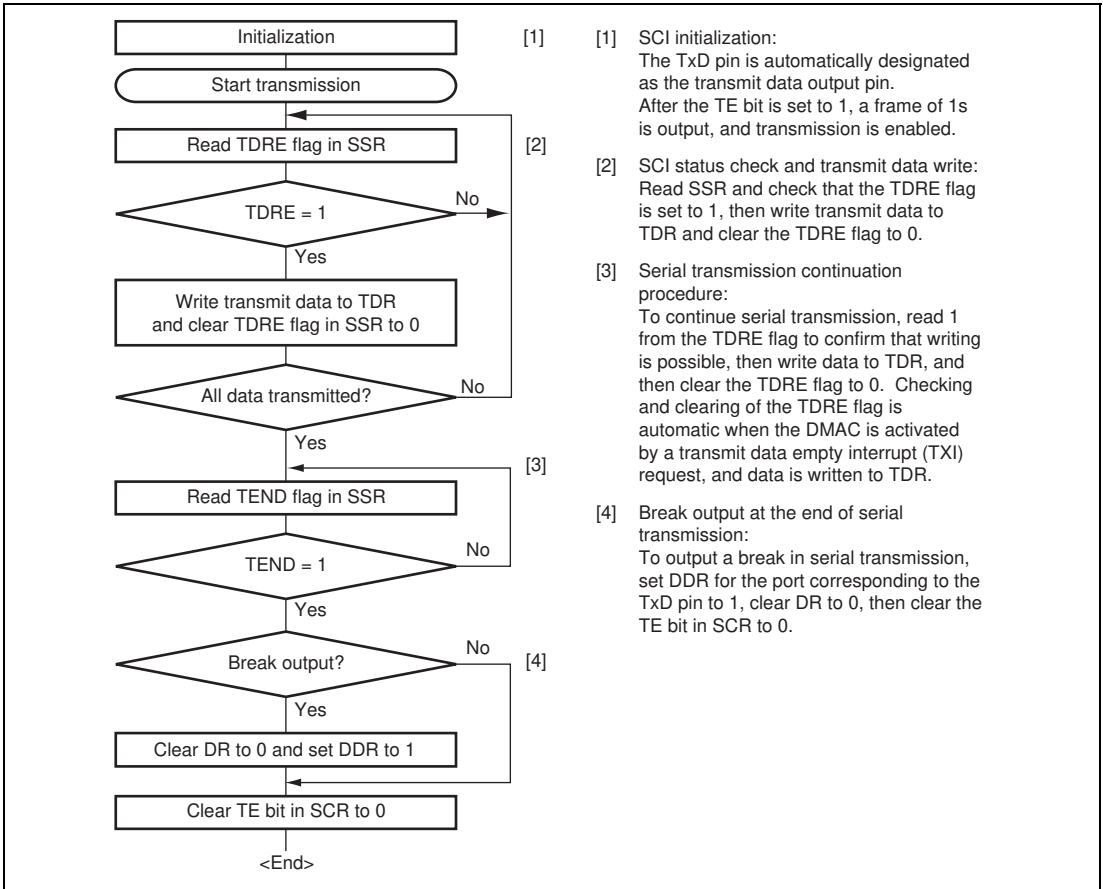 Initialization
[1]
Start transmission
Read TDRE flag in SSR
[2]
TDRE = 1
No
Yes
Write transmit data to TDR
and clear TDRE flag in SSR to 0
All data transmitted?
No
Yes
[3]
Read TEND flag in SSR
TEND = 1
No
Yes
Break output?
No
[4]
Yes
Clear DR to 0 and set DDR to 1
Clear TE bit in SCR to 0
<End>
[1] SCI initialization:
The TxD pin is automatically designated
as the transmit data output pin.
After the TE bit is set to 1, a frame of 1s
is output, and transmission is enabled.
[2] SCI status check and transmit data write:
Read SSR and check that the TDRE flag
is set to 1, then write transmit data to
TDR and clear the TDRE flag to 0.
[3] Serial transmission continuation
procedure:
To continue serial transmission, read 1
from the TDRE flag to confirm that writing
is possible, then write data to TDR, and
then clear the TDRE flag to 0. Checking
and clearing of the TDRE flag is
automatic when the DMAC is activated
by a transmit data empty interrupt (TXI)
request, and data is written to TDR.
[4] Break output at the end of serial
transmission:
To output a break in serial transmission,
set DDR for the port corresponding to the
TxD pin to 1, clear DR to 0, then clear the
TE bit in SCR to 0.